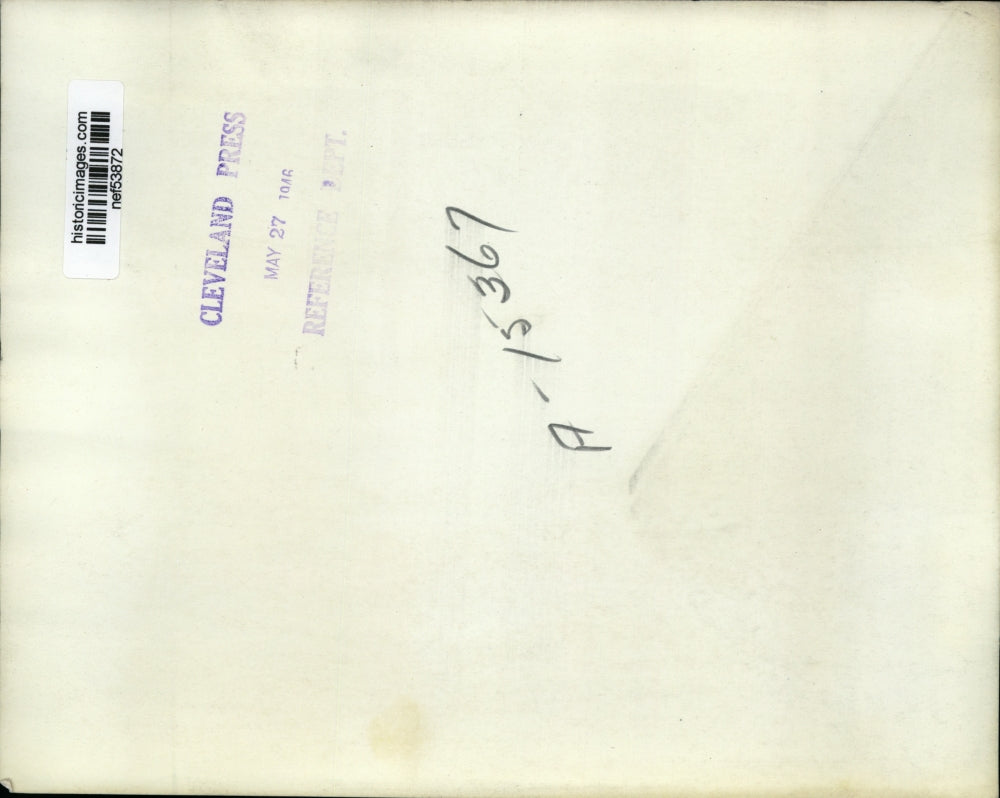 historicimages.com
nef53872
CLEVELAND PRESS
MAY 27 1946
REFERENCE DEPT.
A-15367